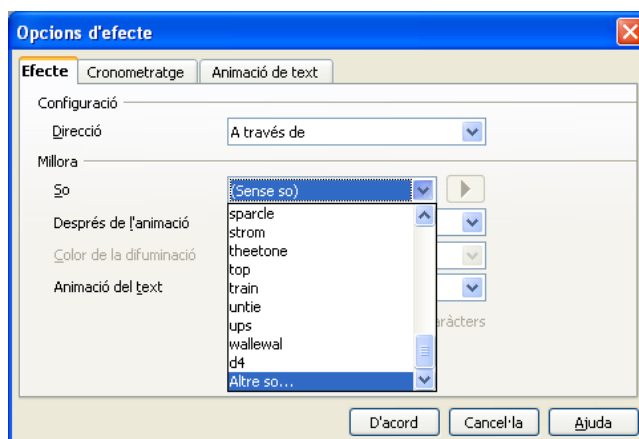 Opcions d'efecte
Efecte Cronometratge Animació de text
Configuració
Direcció A través de
Millora
So (Sense so)
sparcle
Després de l'animació
strom
theetone
Color de la difuminació
top
Animació del text train
untie
ups aràcters
wallewal
d4
Altre so...
D'acord Cancel·la Ajuda